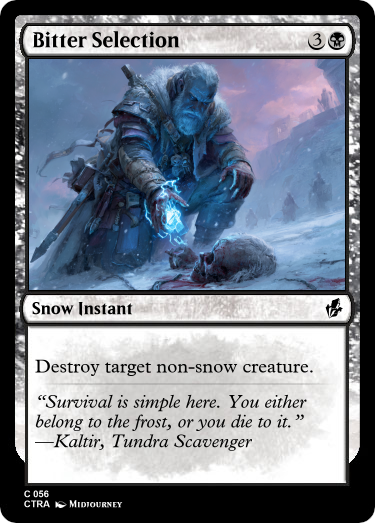 Bitter Selection 3
Snow Instant
Destroy target non-snow creature.
“Survival is simple here. You either
belong to the frost, or you die to it.”
—Kaltir, Tundra Scavenger
C 056
CTRA MIDJOURNEY